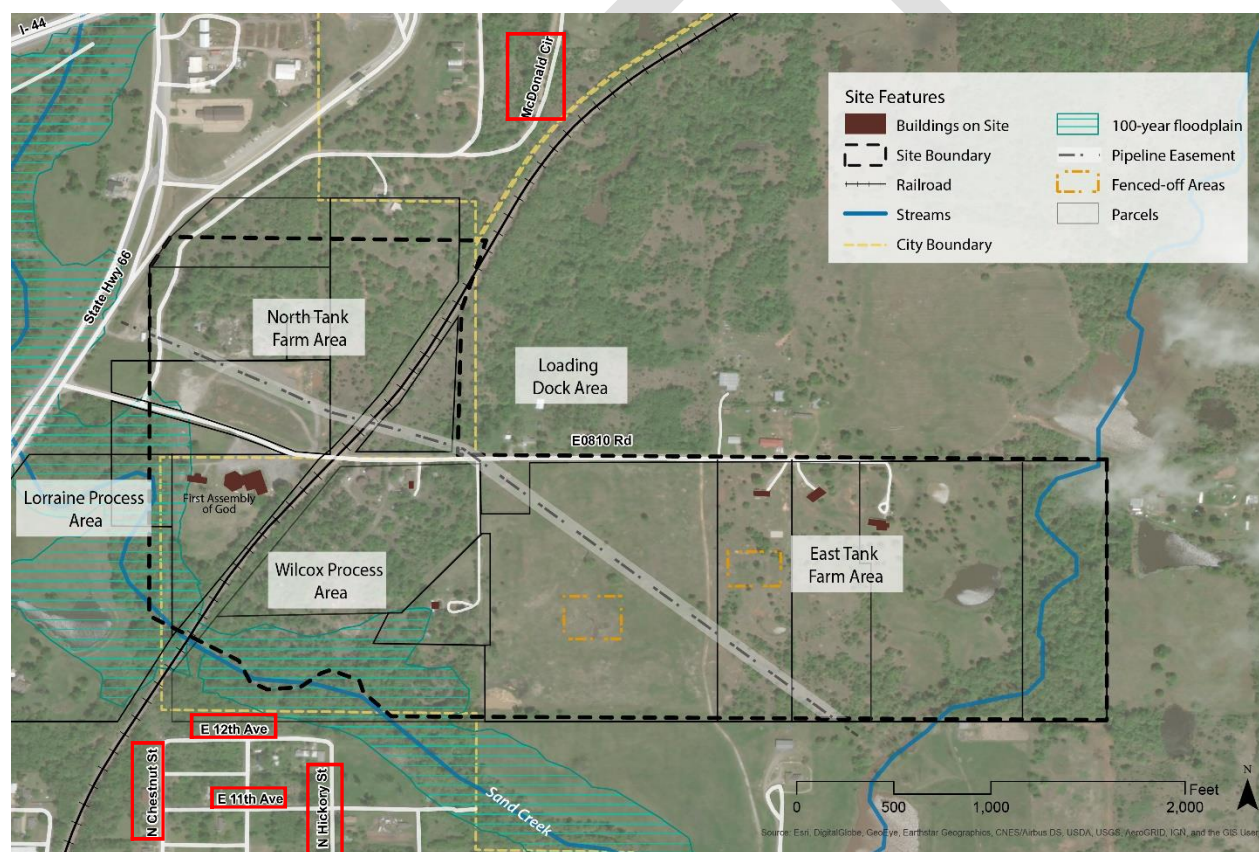 I- 44
McDonald Cir
Site Features
Buildings on Site
Site Boundary
Railroad
Streams
City Boundary
100-year floodplain
Pipeline Easement
Fenced-off Areas
Parcels
State Hwy 66
North Tank
Farm Area
Loading
Dock Area
E0810 Rd
Lorraine Process
Area
First Assembly
of God
Wilcox Process
Area
East Tank
Farm Area
E 12th Ave
N Chestnut St
E 11th Ave
N Hickory St
Sand Creek
N
Feet
0 500 1,000 2,000
Source: Esri, DigitalGlobe, GeoEye, Earthstar Geographics, CNES/Airbus DS, USDA, USGS, AeroGRID, IGN, and the GIS User